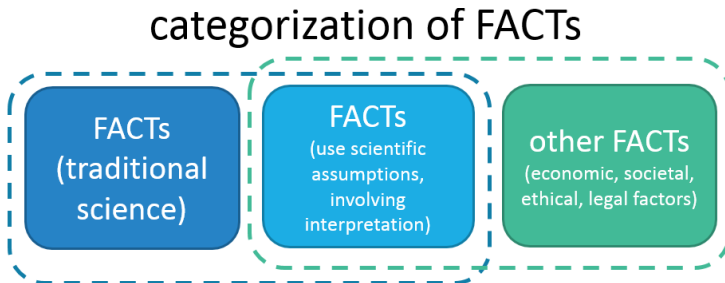 categorization of FACTs
FACTs
(traditional
science)
FACTs
(use scientific
assumptions,
involving
interpretation)
other FACTs
(economic, societal,
ethical, legal factors)